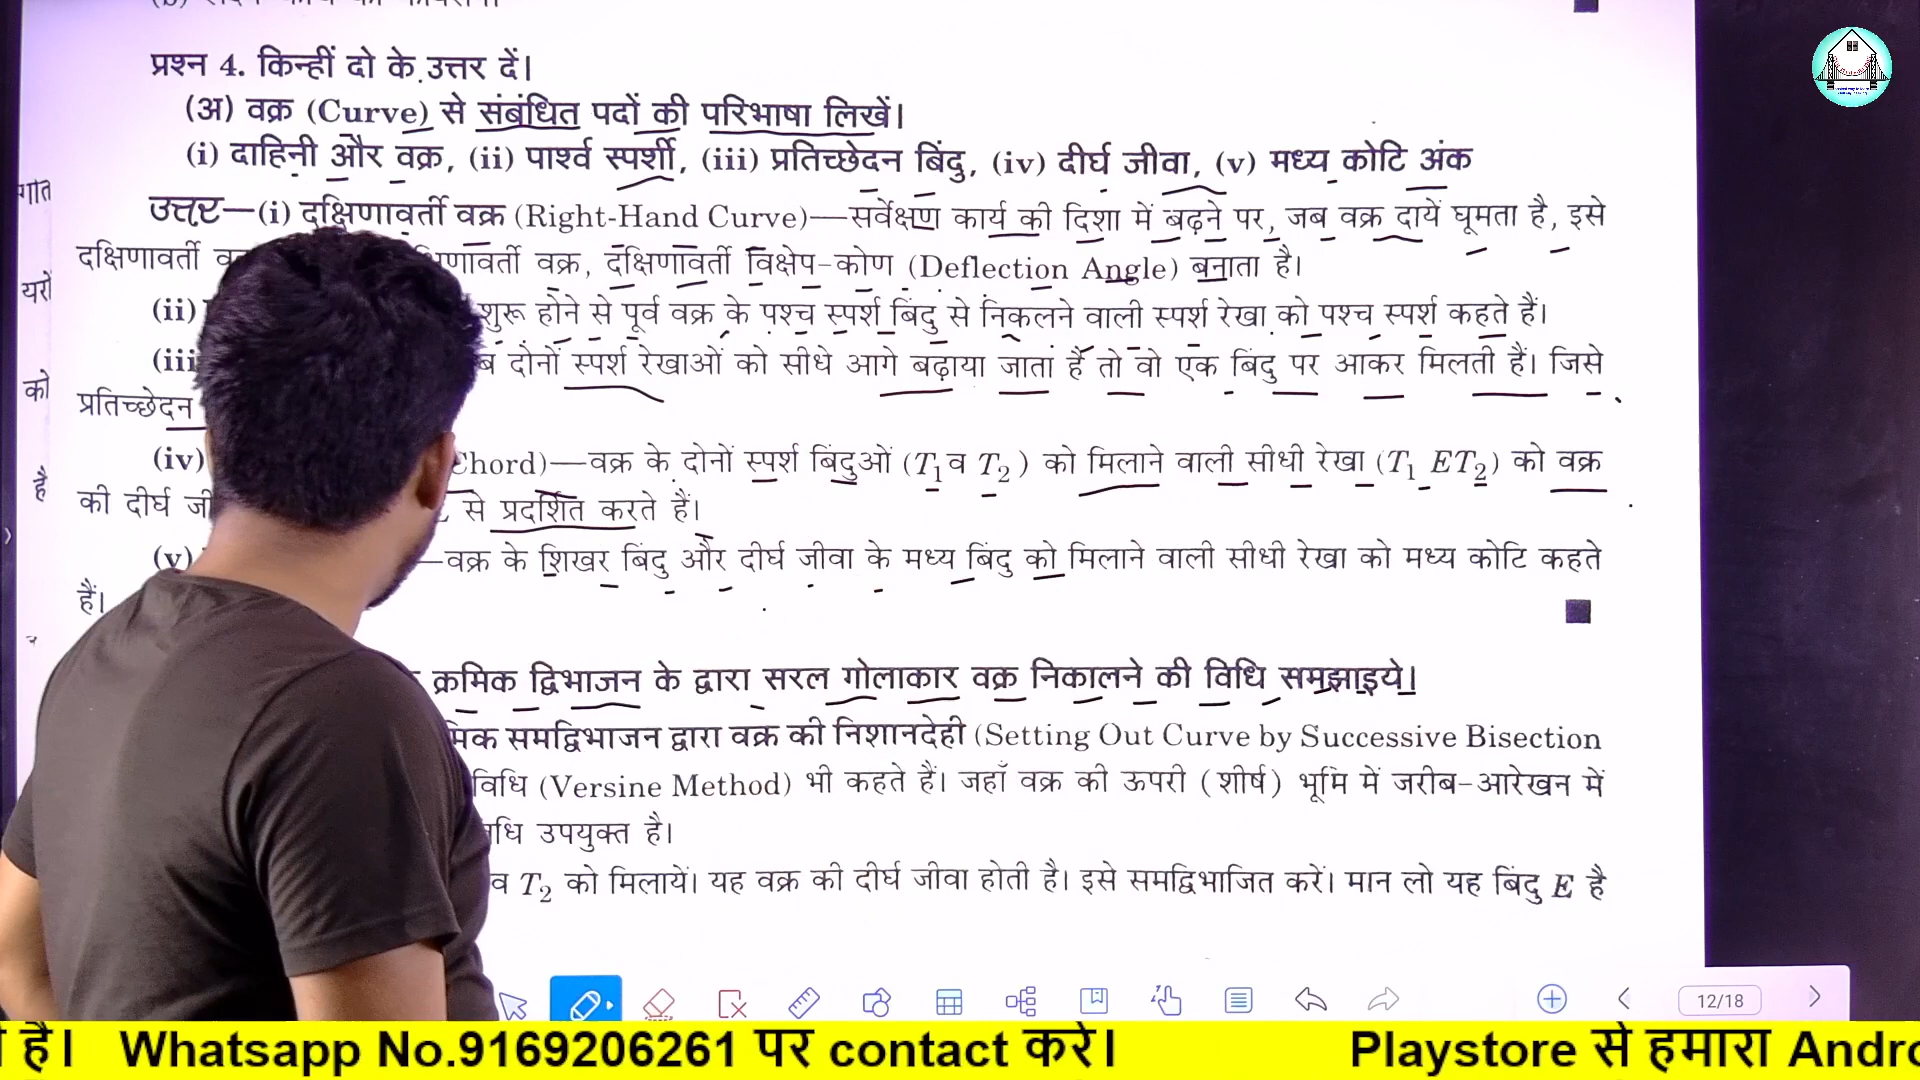 प्रश्न 4. किन्हीं दो के उत्तर दें।
(अ) वक्र (Curve) से संबंधित पदों की परिभाषा लिखें।
(i) दाहिनी और वक्र, (ii) पार्श्व स्पर्शी, (iii) प्रतिच्छेदन बिंदु, (iv) दीर्घ जीवा, (v) मध्य कोटि अंक
उत्तर—(i) दक्षिणावर्ती वक्र (Right-Hand Curve)—सर्वेक्षण कार्य की दिशा में बढ़ने पर, जब वक्र दायें घूमता है, इसे
दक्षिणावर्ती वक्र, दक्षिणावर्ती विक्षेप-कोण (Deflection Angle) बनाता है।
यरों
(ii) शुरू होने से पूर्व वक्र के पश्च स्पर्श बिंदु से निकलने वाली स्पर्श रेखा को पश्च स्पर्श कहते हैं।
(iii दोनों स्पर्श रेखाओं को सीधे आगे बढ़ाया जाता है तो वो एक बिंदु पर आकर मिलती हैं। जिसे
को
प्रतिच्छेदन
(iv) Chord)—वक्र के दोनों स्पर्श बिंदुओं (T₁ व T₂) को मिलाने वाली सीधी रेखा (T₁ ET₂) को वक्र
है
की दीर्घ से प्रदर्शित करते हैं।
(v) —वक्र के शिखर बिंदु और दीर्घ जीवा के मध्य बिंदु को मिलाने वाली सीधी रेखा को मध्य कोटि कहते
हैं।
क्रमिक द्विभाजन के द्वारा सरल गोलाकार वक्र निकालने की विधि समझाइये।
समद्विभाजन द्वारा वक्र की निशानदेही (Setting Out Curve by Successive Bisection
विधि (Versine Method) भी कहते हैं। जहाँ वक्र की ऊपरी (शीर्ष) भूमि में जरीब-आरेखन में
उपयुक्त है।
व T₂ को मिलायें। यह वक्र की दीर्घ जीवा होती है। इसे समद्विभाजित करें। मान लो यह बिंदु E है
12/18
है। Whatsapp No.9169206261 पर contact करे। Playstore से हमारा Andro